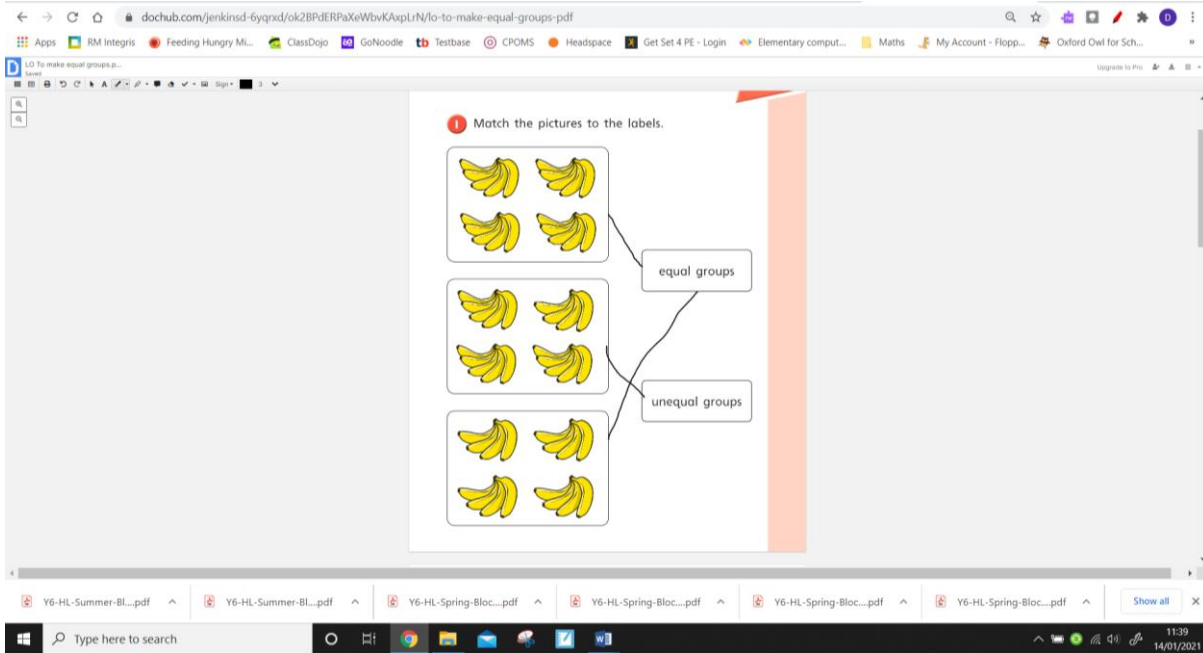 dochub.com/jenkinsd-6yqrxd/ok2BPdERPaXeWbvKAxpLrN/lo-to-make-equal-groups-pdf
D
Apps RM Integris Feeding Hungry Mi... ClassDojo GoNoodle tb Testbase CPOMS Headspace Get Set 4 PE - Login Elementary comput... Maths My Account - Flopp... Oxford Owl for Sch... »
D LO To make equal groups.p... Upgrade to Pro
Saved
A Sign 3
1 Match the pictures to the labels.
equal groups
unequal groups
Y6-HL-Summer-Bl....pdf Y6-HL-Summer-Bl....pdf Y6-HL-Spring-Bloc....pdf Y6-HL-Spring-Bloc....pdf Y6-HL-Spring-Bloc....pdf Y6-HL-Spring-Bloc....pdf Show all
Type here to search
11:39
14/01/2021